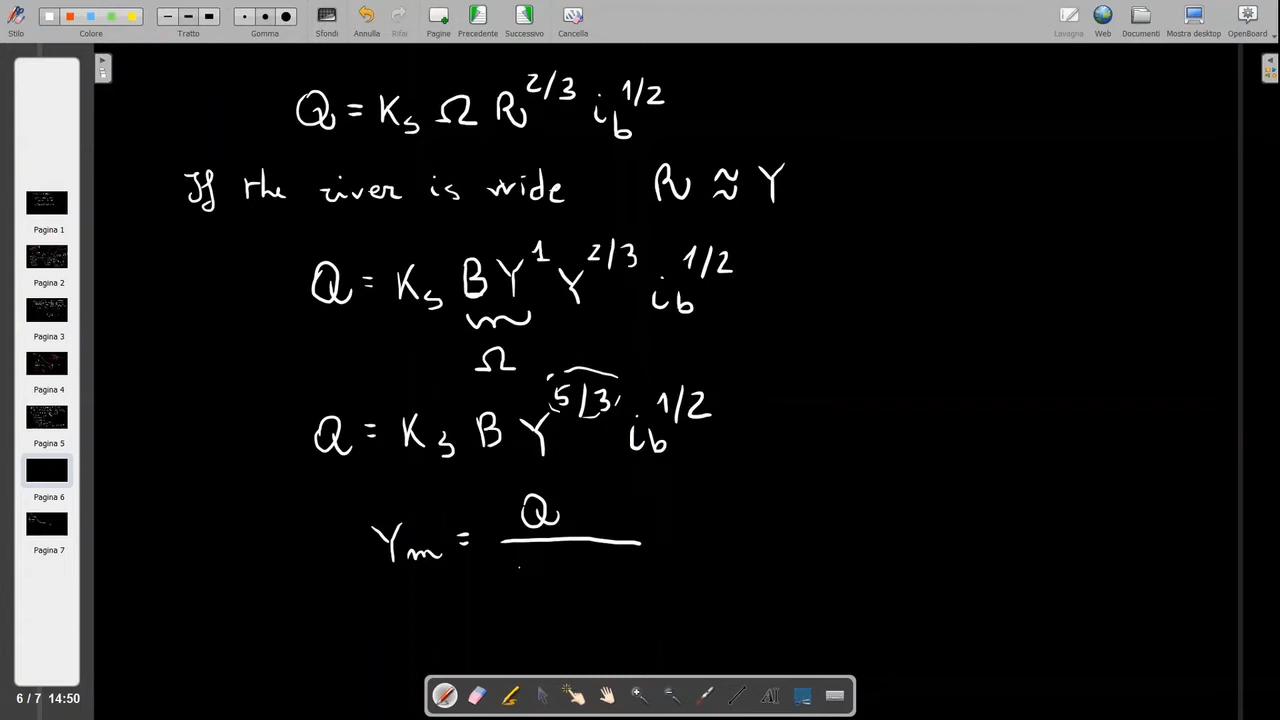 Stilo Colore Tratto Gomma Sfondi Annulla Rifai Pagine Precedente Successivo Cancella Lavagna Web Documenti Mostra desktop OpenBoard
Q = Ks Ω R^2/3 ib^1/2
If the river is wide R ≈ Y
Q = Ks BY^1 Y^2/3 ib^1/2
Ω
Q = Ks B Y^5/3 ib^1/2
Ym = Q
Pagina 1
Pagina 2
Pagina 3
Pagina 4
Pagina 5
Pagina 6
Pagina 7
6 / 7 14:50